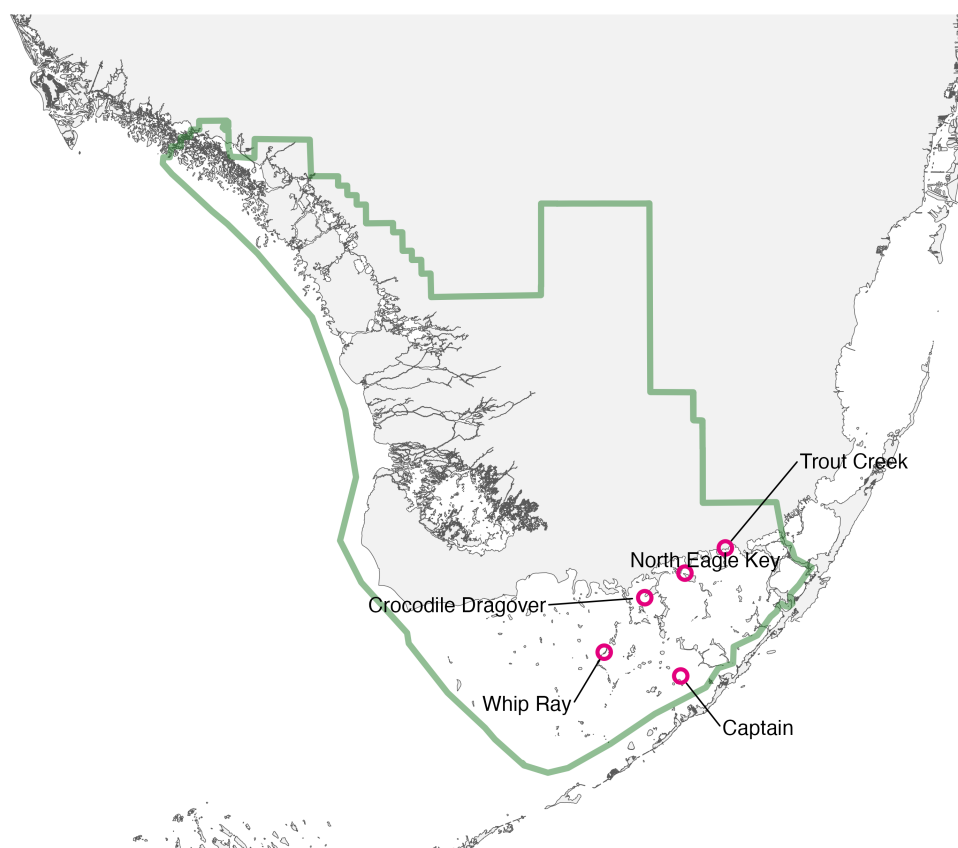 Trout Creek
North Eagle Key
Crocodile Dragover
Whip Ray
Captain